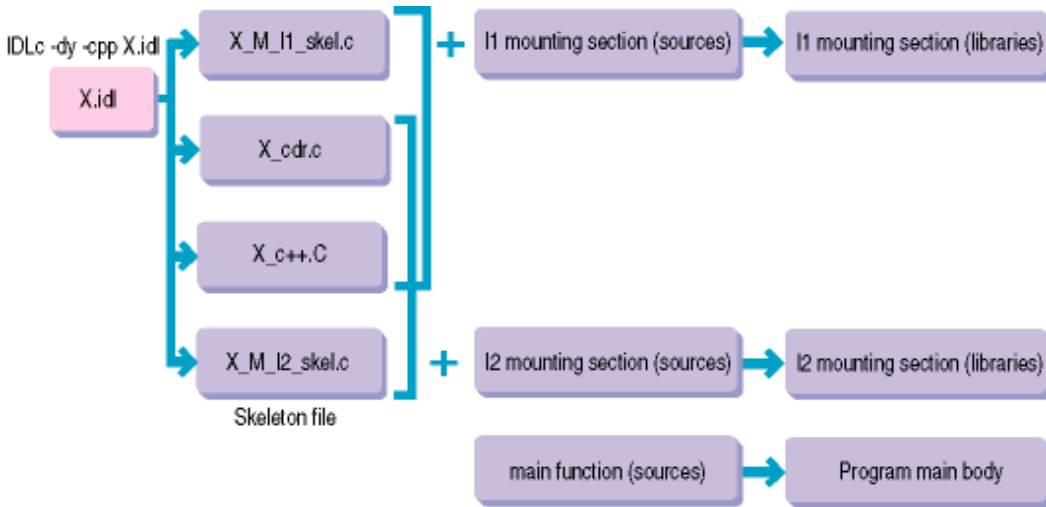 IDLc -dy -cpp X.idl
X.idl
X_M_I1_skel.c
+
I1 mounting section (sources)
I1 mounting section (libraries)
X_cdr.c
X_c++.C
X_M_I2_skel.c
+
I2 mounting section (sources)
I2 mounting section (libraries)
Skeleton file
main function (sources)
Program main body